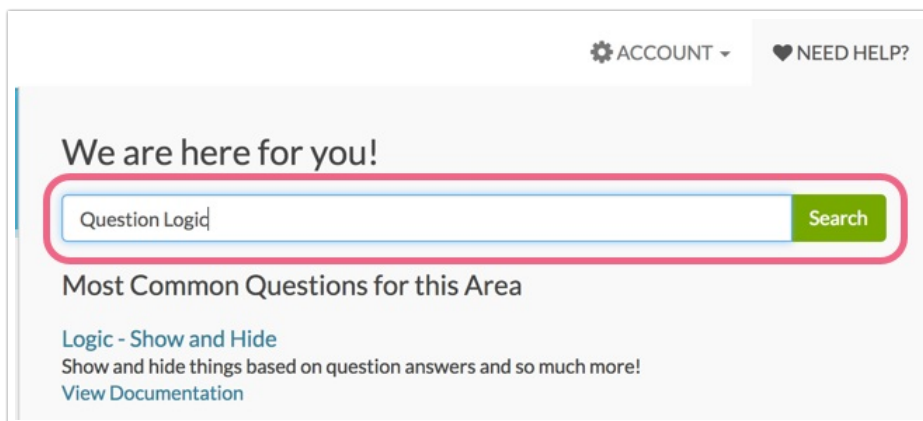 ACCOUNT
NEED HELP?
We are here for you!
Question Logic
Search
Most Common Questions for this Area
Logic - Show and Hide
Show and hide things based on question answers and so much more!
View Documentation